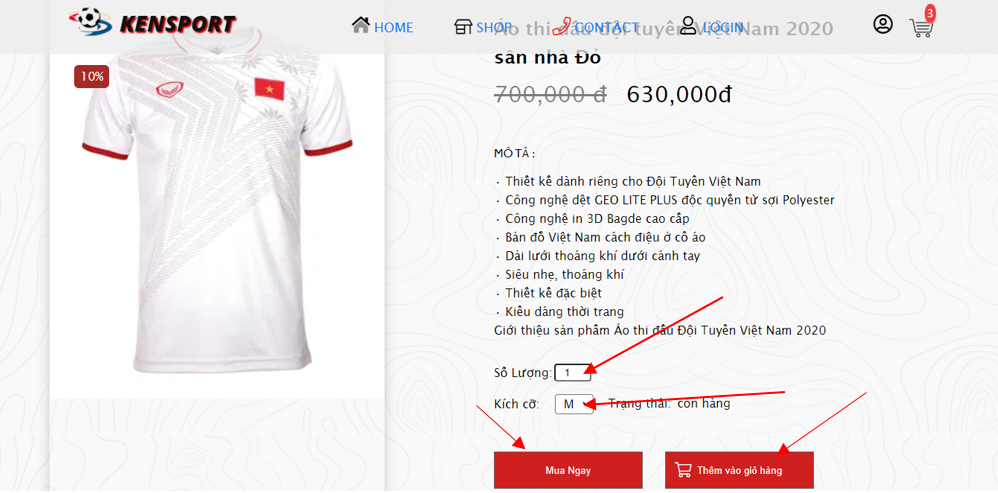 KENSPORT
HOME
SHOP
CONTACT
LOGIN
3
Áo thi đấu đội tuyển Việt Nam 2020
sân nhà Đỏ
10%
700,000 đ 630,000đ
MÔ TẢ :
• Thiết kế dành riêng cho Đội Tuyển Việt Nam
• Công nghệ dệt GEO LITE PLUS độc quyền từ sợi Polyester
• Công nghệ in 3D Bagde cao cấp
• Bản đồ Việt Nam cách điệu ở cổ áo
• Dài lưới thoáng khí dưới cánh tay
• Siêu nhẹ, thoáng khí
• Thiết kế đặc biệt
• Kiểu dáng thời trang
Giới thiệu sản phẩm Áo thi đấu Đội Tuyển Việt Nam 2020
Số Lượng: 1
Kích cỡ: M Trạng thái: còn hàng
Mua Ngay
Thêm vào giỏ hàng